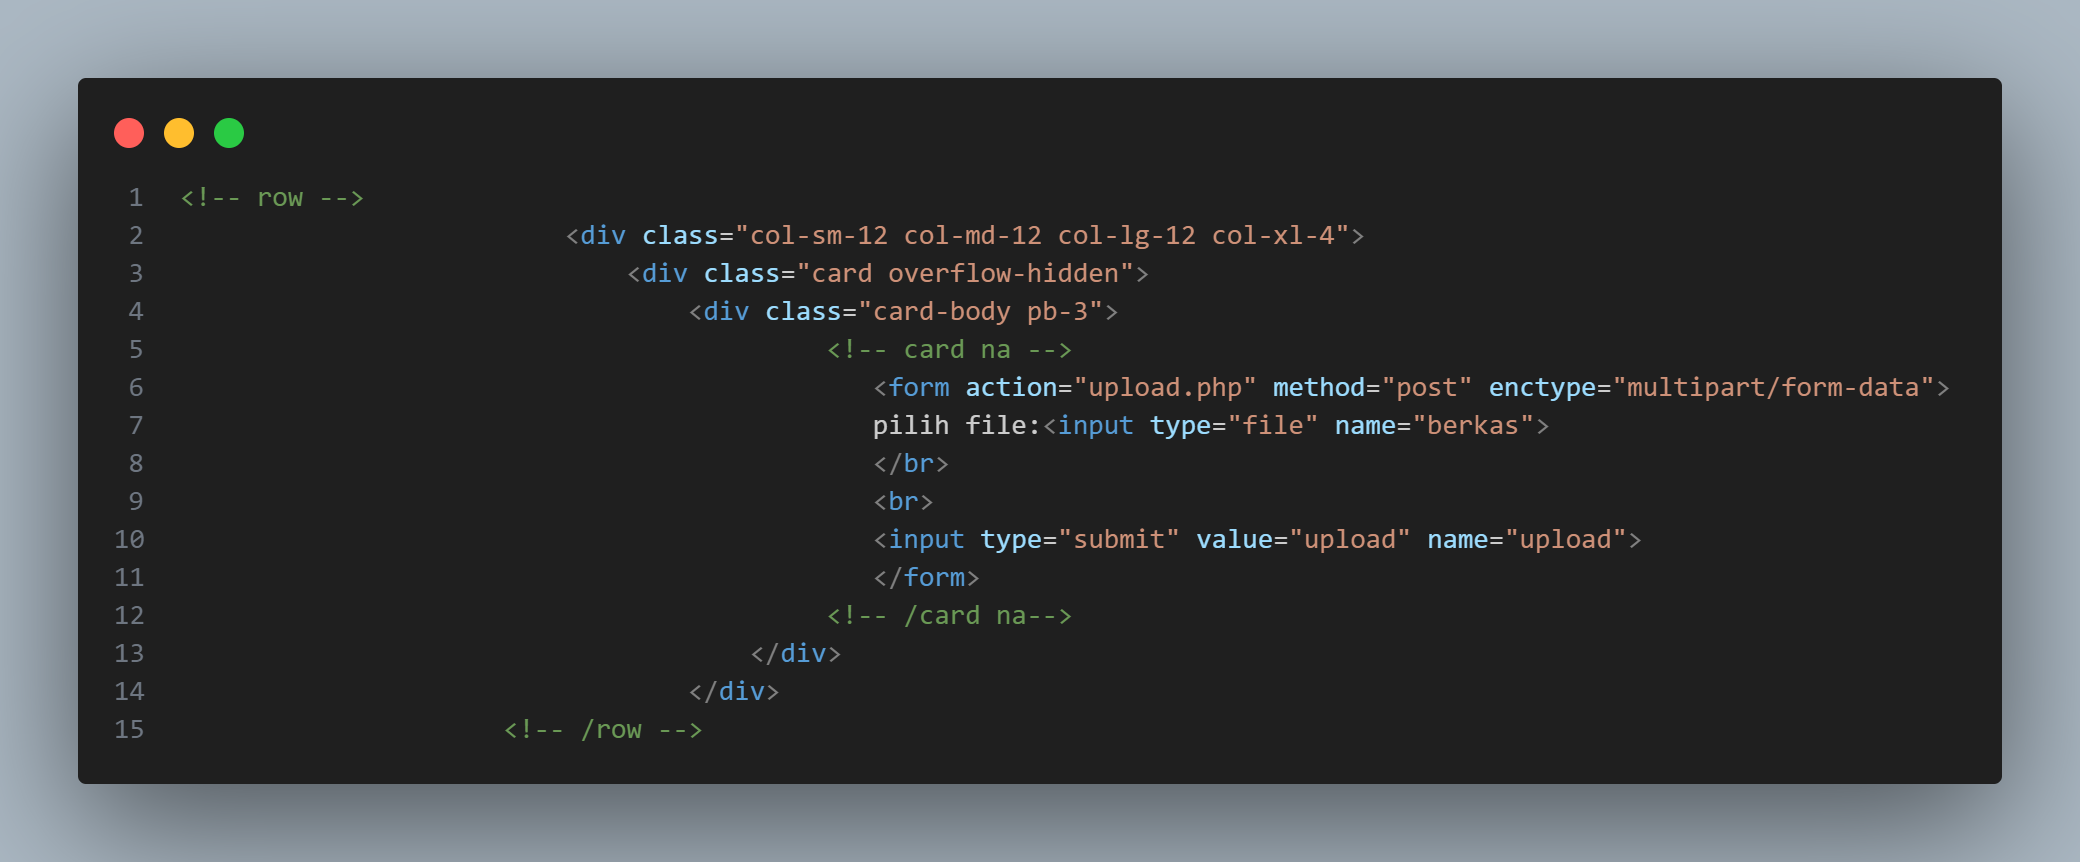 1 <!-- row -->
2 <div class="col-sm-12 col-md-12 col-lg-12 col-xl-4">
3 <div class="card overflow-hidden">
4 <div class="card-body pb-3">
5 <!-- card na -->
6 <form action="upload.php" method="post" enctype="multipart/form-data">
7 pilih file:<input type="file" name="berkas">
8 </br>
9 <br>
10 <input type="submit" value="upload" name="upload">
11 </form>
12 <!-- /card na-->
13 </div>
14 </div>
15 <!-- /row -->